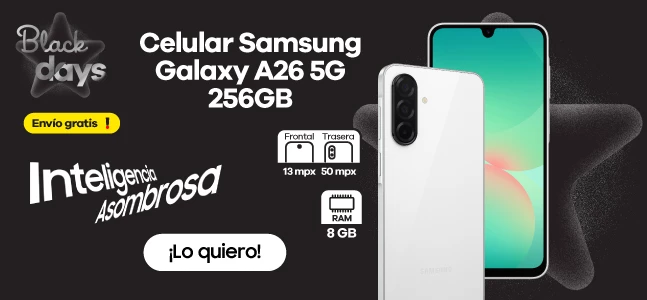 Black
days
Celular Samsung
Galaxy A26 5G
256GB
Envío gratis !
Inteligencia
Asombrosa
Frontal Trasera
13 mpx 50 mpx
RAM
8 GB
¡Lo quiero!
SAMSUNG